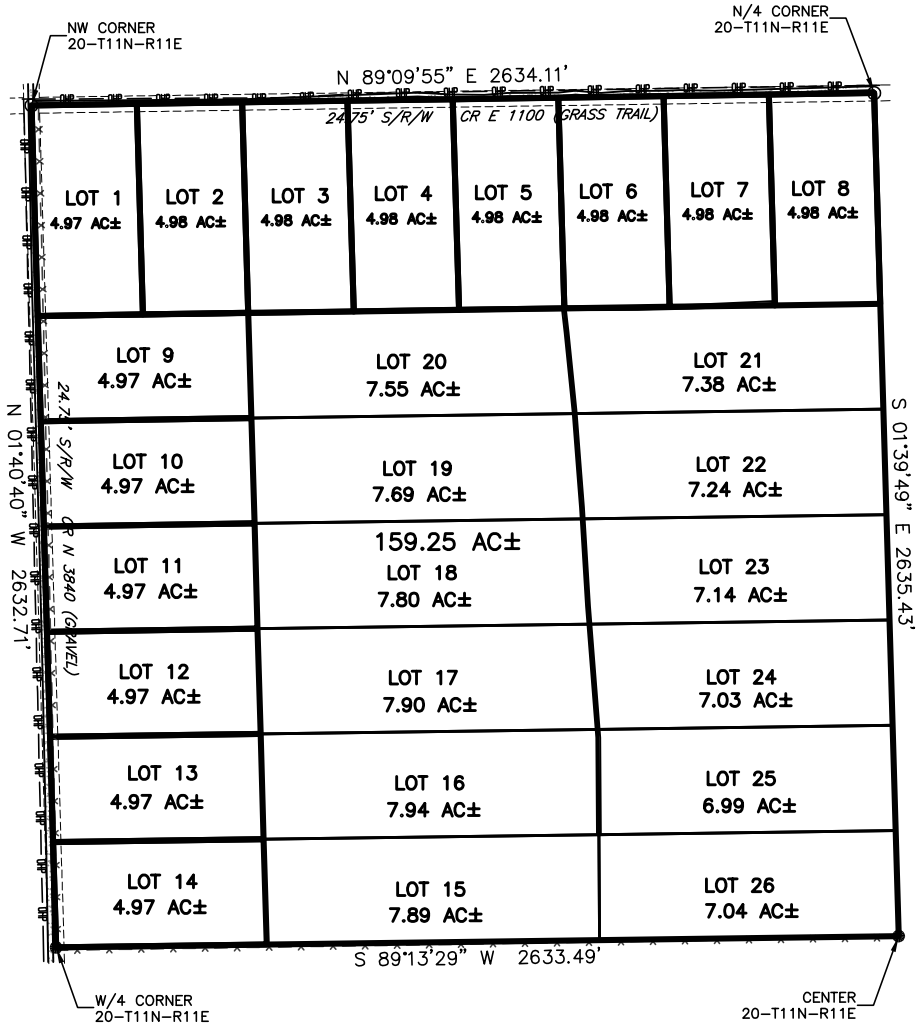 NW CORNER
20-T11N-R11E
N/4 CORNER
20-T11N-R11E
N 89°09'55" E 2634.11'
24.75' S/R/W CR E 1100 (GRASS TRAIL)
LOT 1
4.97 AC±
LOT 2
4.98 AC±
LOT 3
4.98 AC±
LOT 4
4.98 AC±
LOT 5
4.98 AC±
LOT 6
4.98 AC±
LOT 7
4.98 AC±
LOT 8
4.98 AC±
LOT 9
4.97 AC±
LOT 20
7.55 AC±
LOT 21
7.38 AC±
N 01°40'40" W 2632.71'
24.75' S/R/W CR N 3840 (GRAVEL)
S 01°39'49" E 2635.43'
LOT 10
4.97 AC±
LOT 19
7.69 AC±
LOT 22
7.24 AC±
159.25 AC±
LOT 11
4.97 AC±
LOT 18
7.80 AC±
LOT 23
7.14 AC±
LOT 12
4.97 AC±
LOT 17
7.90 AC±
LOT 24
7.03 AC±
LOT 13
4.97 AC±
LOT 16
7.94 AC±
LOT 25
6.99 AC±
LOT 14
4.97 AC±
LOT 15
7.89 AC±
LOT 26
7.04 AC±
S 89°13'29" W 2633.49'
W/4 CORNER
20-T11N-R11E
CENTER
20-T11N-R11E